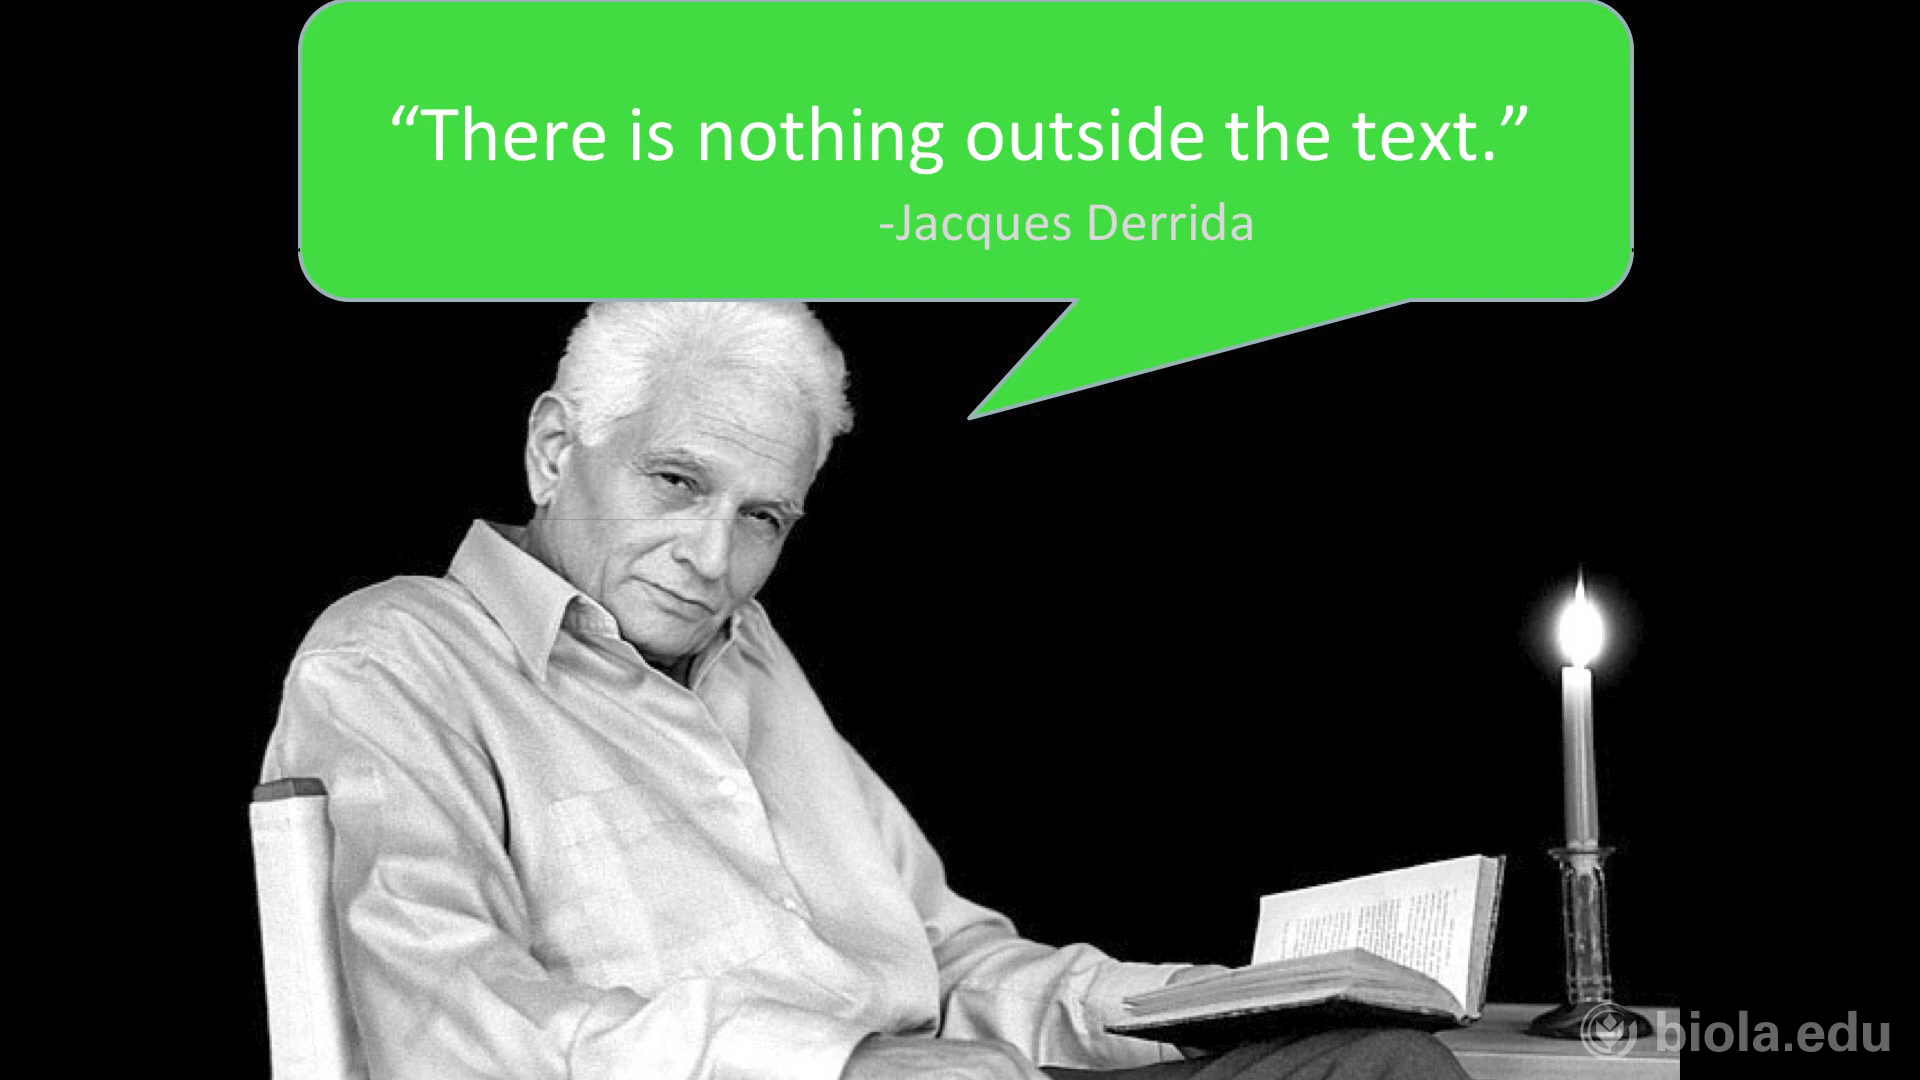 “There is nothing outside the text.”
-Jacques Derrida
biola.edu